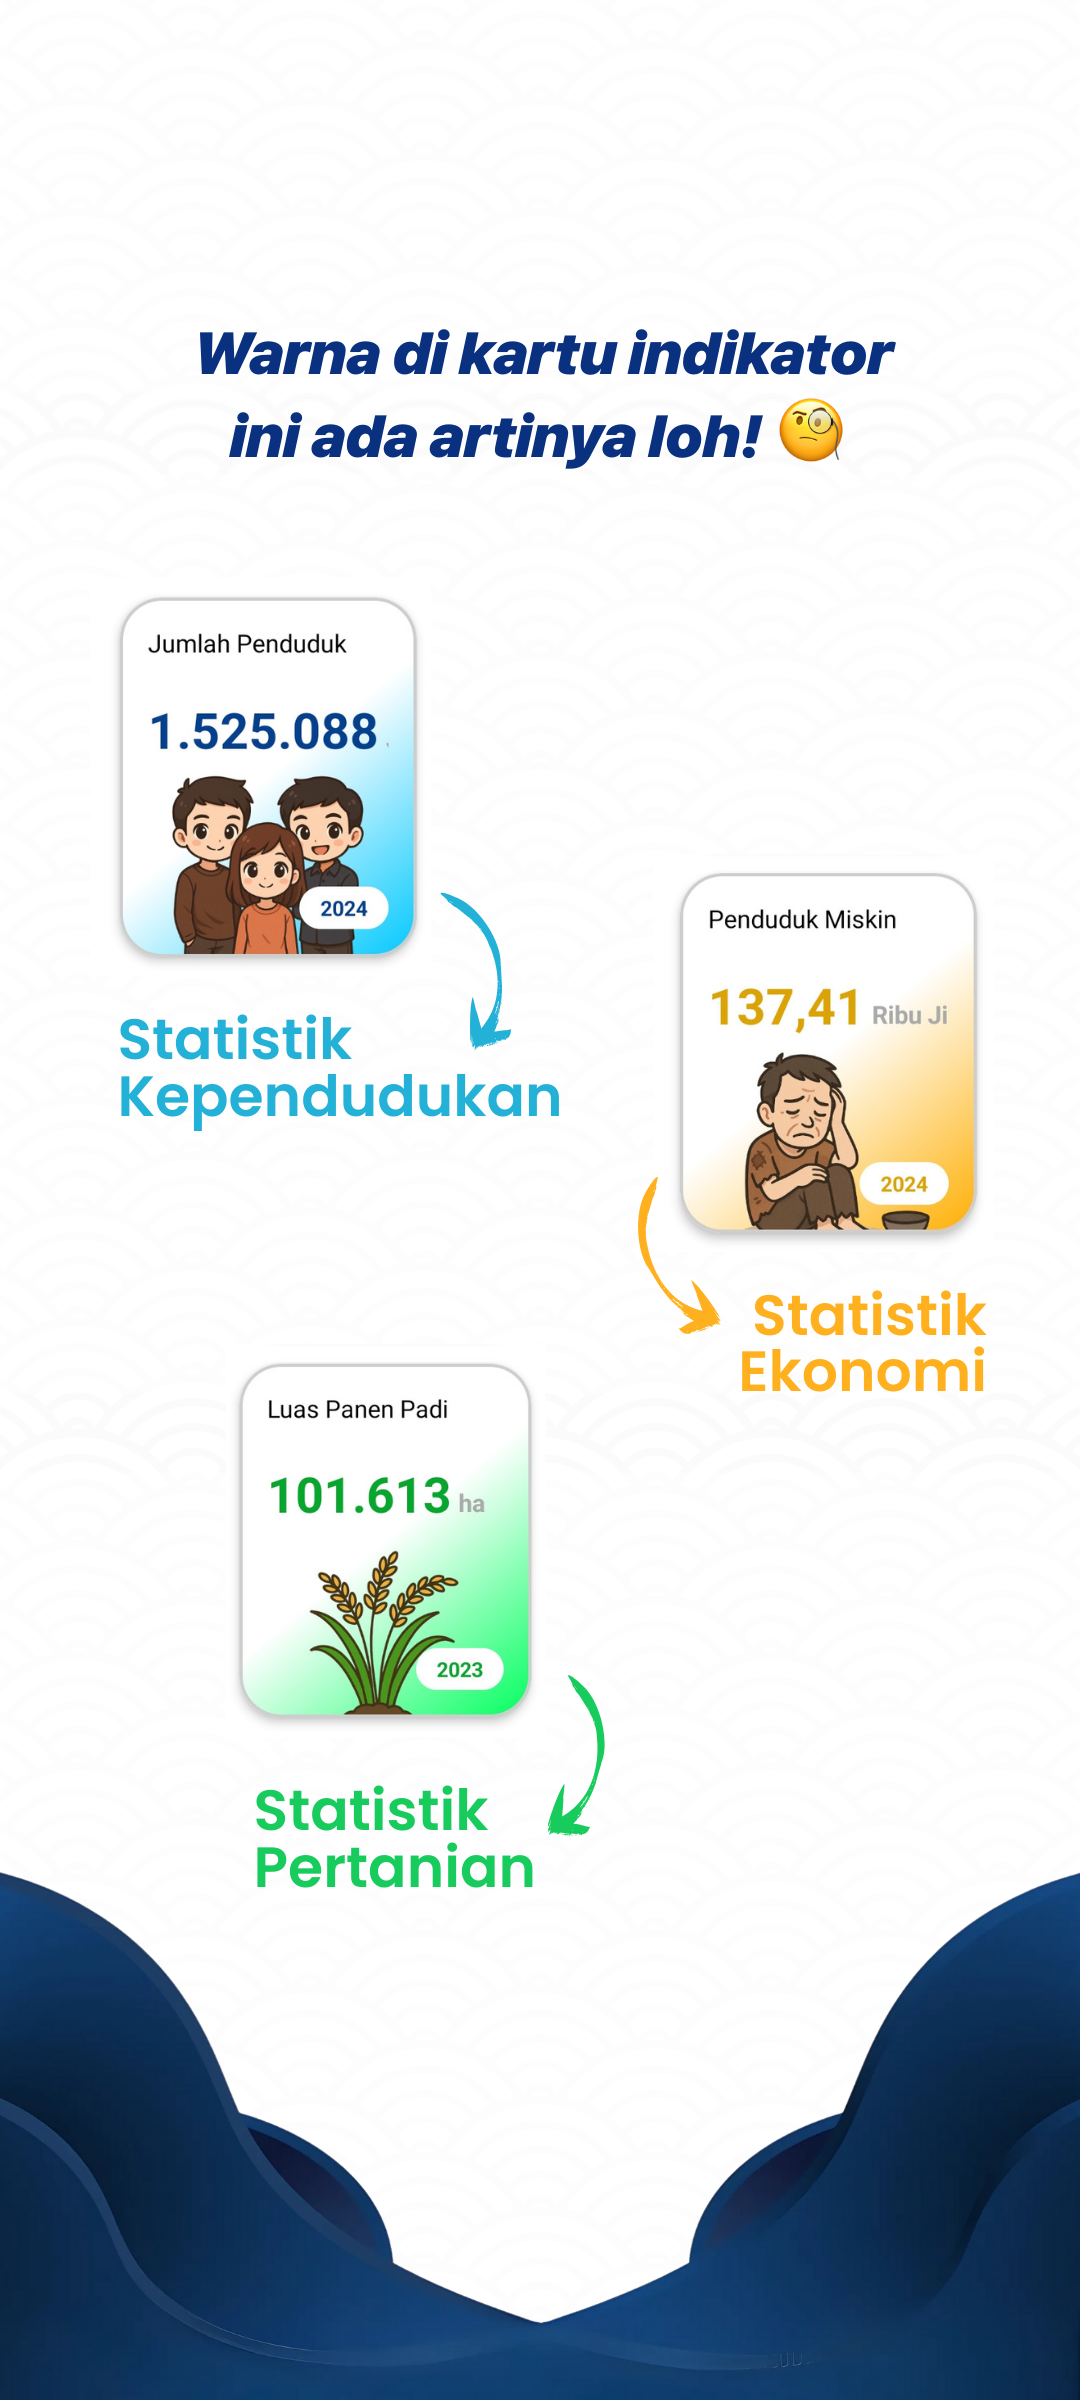 Warna di kartu indikator
ini ada artinya loh! 🧐
Jumlah Penduduk
1.525.088
2024
Statistik
Kependudukan
Penduduk Miskin
137,41 Ribu Ji
2024
Statistik
Ekonomi
Luas Panen Padi
101.613 ha
2023
Statistik
Pertanian